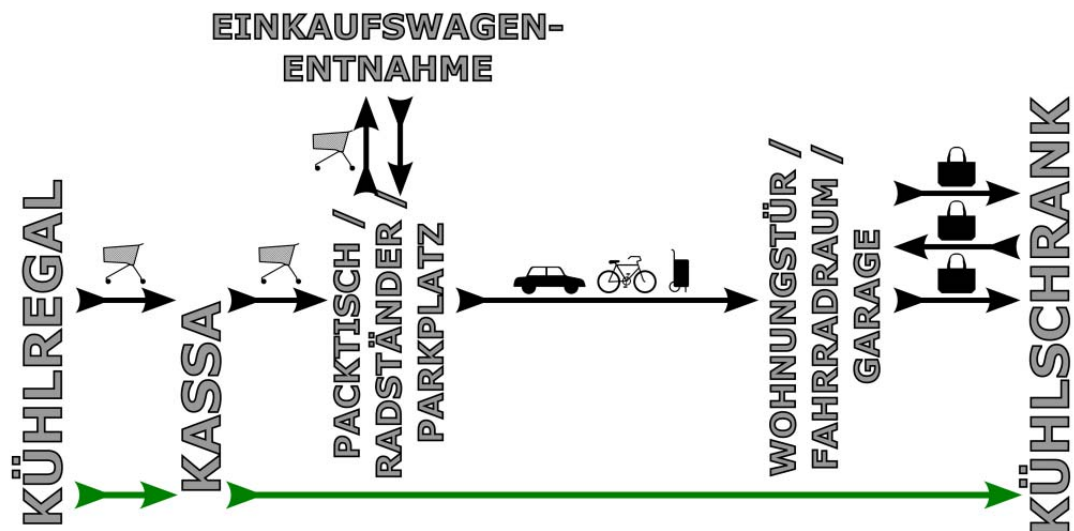 EINKAUFSWAGEN-
ENTNAHME
KÜHLREGAL
KASSA
PACKTISCH /
RADSTÄNDER /
PARKPLATZ
WOHNUNGSTÜR /
FAHRRADRAUM /
GARAGE
KÜHLSCHRANK